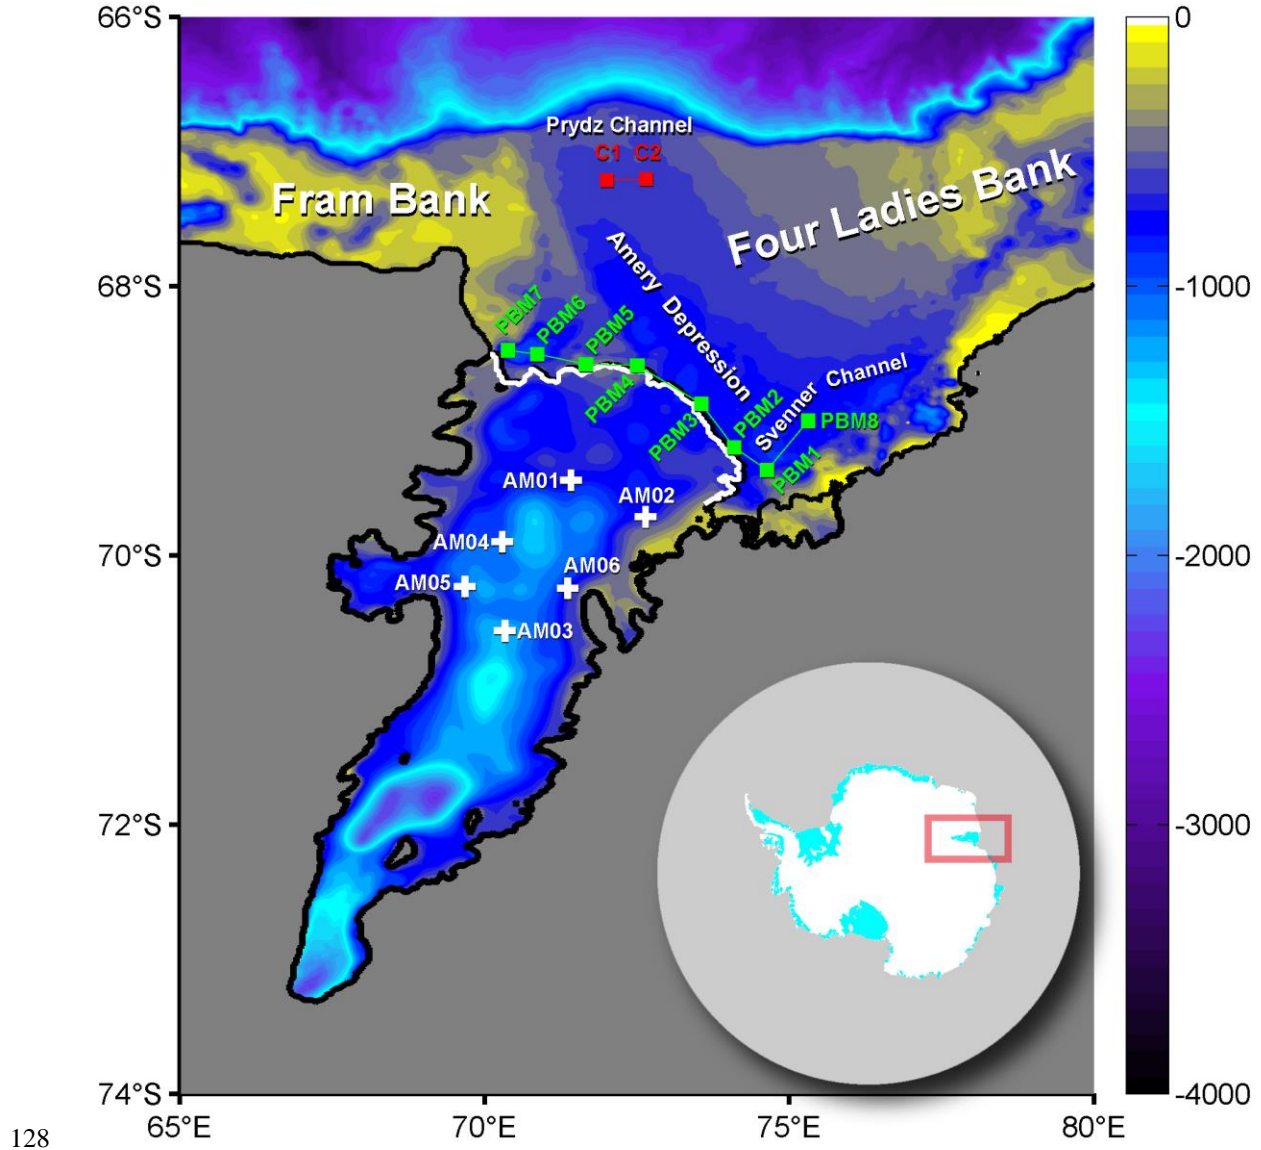 66°S
0
Prydz Channel
C1 C2
Fram Bank
Four Ladies Bank
68°S
-1000
Amery Depression
PBM7
PBM6
PBM5
PBM4
PBM3
PBM2
Svenner Channel
PBM8
PBM1
AM01
AM02
AM04
70°S
-2000
AM06
AM05
AM03
72°S
-3000
74°S
-4000
65°E
70°E
75°E
80°E
128